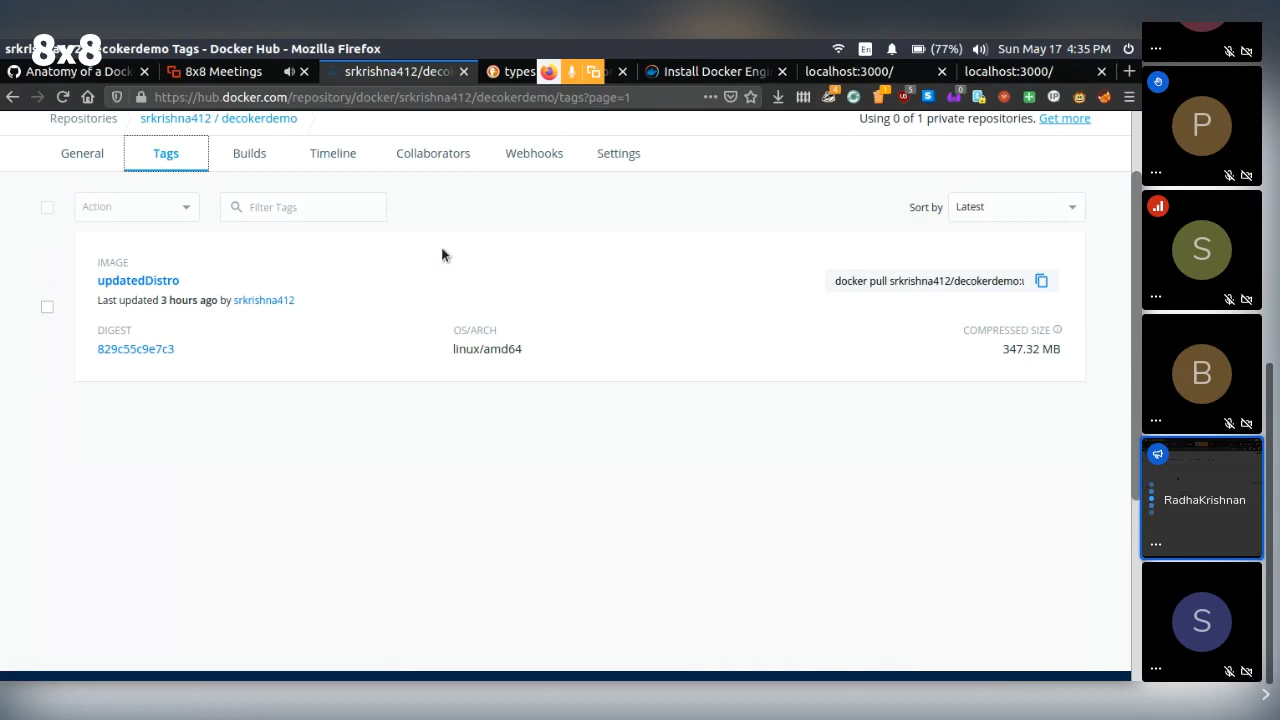 8x8
decokerdemo Tags - Docker Hub - Mozilla Firefox
En (77%) Sun May 17 4:35 PM
Anatomy of a Dock
8x8 Meetings
srkrishna412/deco
types
Install Docker Engi
localhost:3000/
localhost:3000/
https://hub.docker.com/repository/docker/srkrishna412/decokerdemo/tags?page=1
Repositories
srkrishna412 / decokerdemo
Using 0 of 1 private repositories. Get more
General
Tags
Builds
Timeline
Collaborators
Webhooks
Settings
Action
Filter Tags
Sort by
Latest
IMAGE
updatedDistro
Last updated 3 hours ago by srkrishna412
docker pull srkrishna412/decokerdemo:u
DIGEST
829c55c9e7c3
OS/ARCH
linux/amd64
COMPRESSED SIZE
347.32 MB
P
S
B
RadhaKrishnan
S